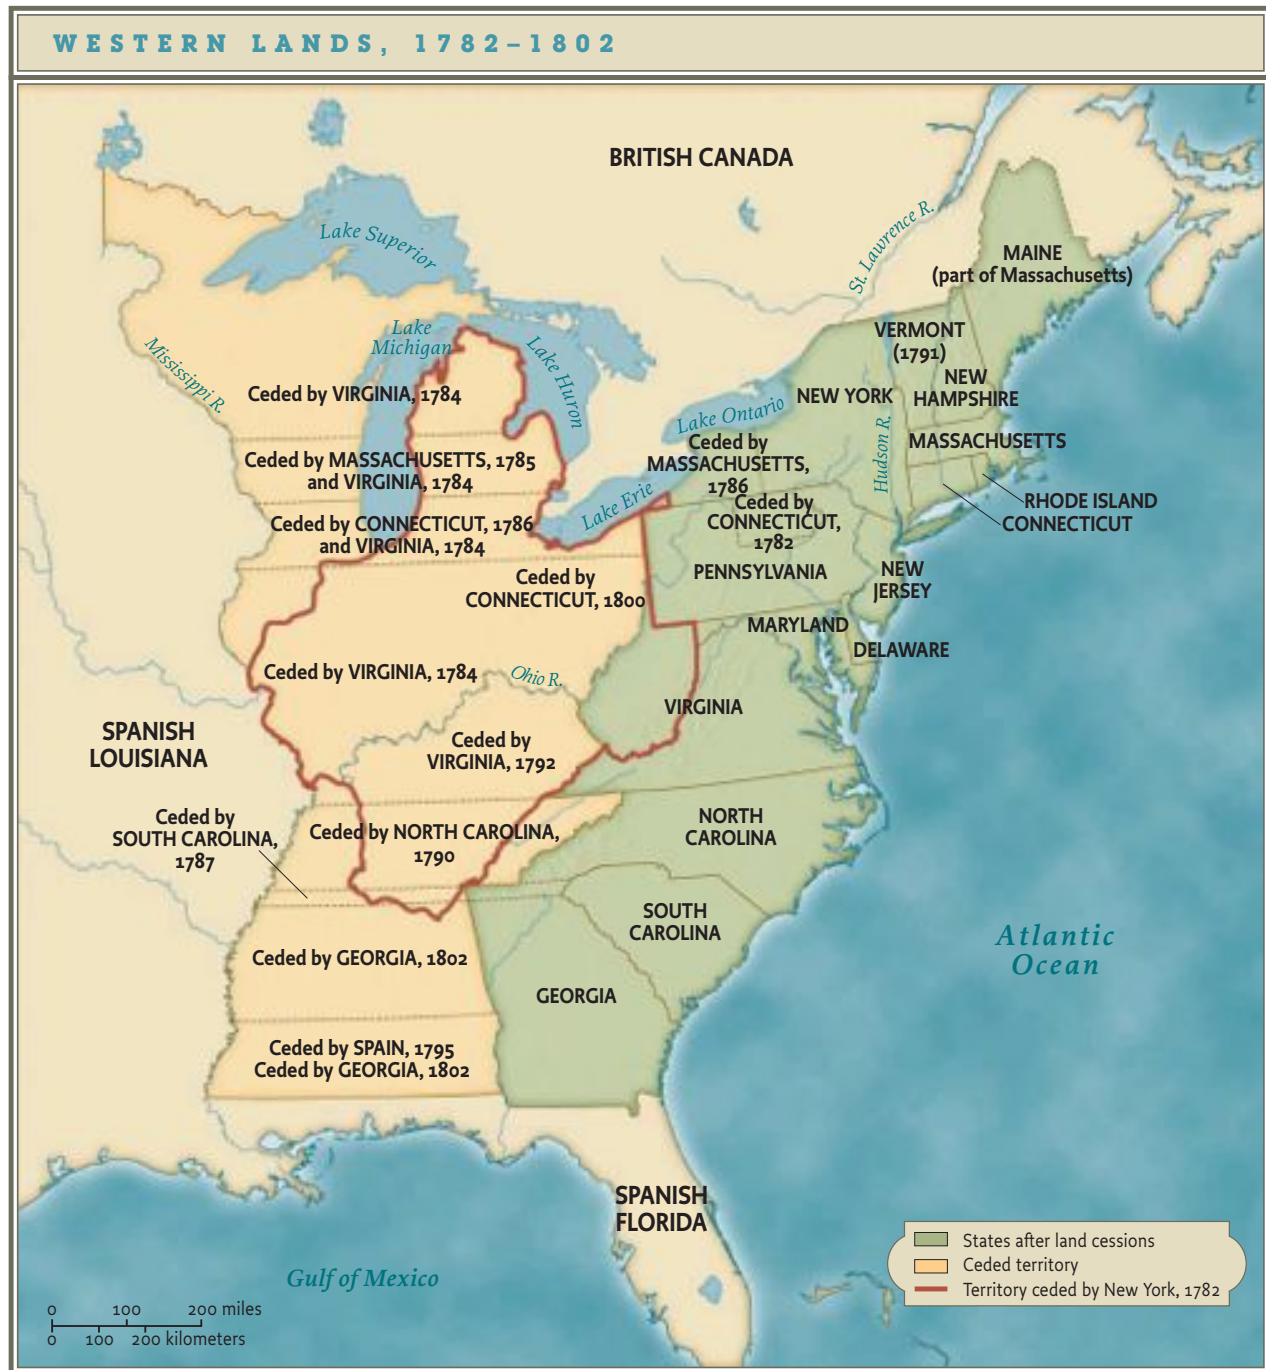 WESTERN LANDS, 1782–1802
BRITISH CANADA
Lake Superior
St. Lawrence R.
MAINE
(part of Massachusetts)
Lake
Michigan
Lake Huron
Mississippi R.
VERMONT
(1791)
NEW
HAMPSHIRE
NEW YORK
Ceded by VIRGINIA, 1784
Lake Ontario
Hudson R.
MASSACHUSETTS
Ceded by
MASSACHUSETTS,
1786
Ceded by MASSACHUSETTS, 1785
and VIRGINIA, 1784
Lake Erie
RHODE ISLAND
CONNECTICUT
Ceded by
CONNECTICUT,
1782
Ceded by CONNECTICUT, 1786
and VIRGINIA, 1784
PENNSYLVANIA
NEW
JERSEY
Ceded by
CONNECTICUT, 1800
MARYLAND
DELAWARE
Ceded by VIRGINIA, 1784
Ohio R.
VIRGINIA
SPANISH
LOUISIANA
Ceded by
VIRGINIA, 1792
Ceded by
SOUTH CAROLINA,
1787
Ceded by NORTH CAROLINA,
1790
NORTH
CAROLINA
SOUTH
CAROLINA
Atlantic
Ocean
Ceded by GEORGIA, 1802
GEORGIA
Ceded by SPAIN, 1795
Ceded by GEORGIA, 1802
SPANISH
FLORIDA
Gulf of Mexico
States after land cessions
Ceded territory
Territory ceded by New York, 1782
0 100 200 miles
0 100 200 kilometers